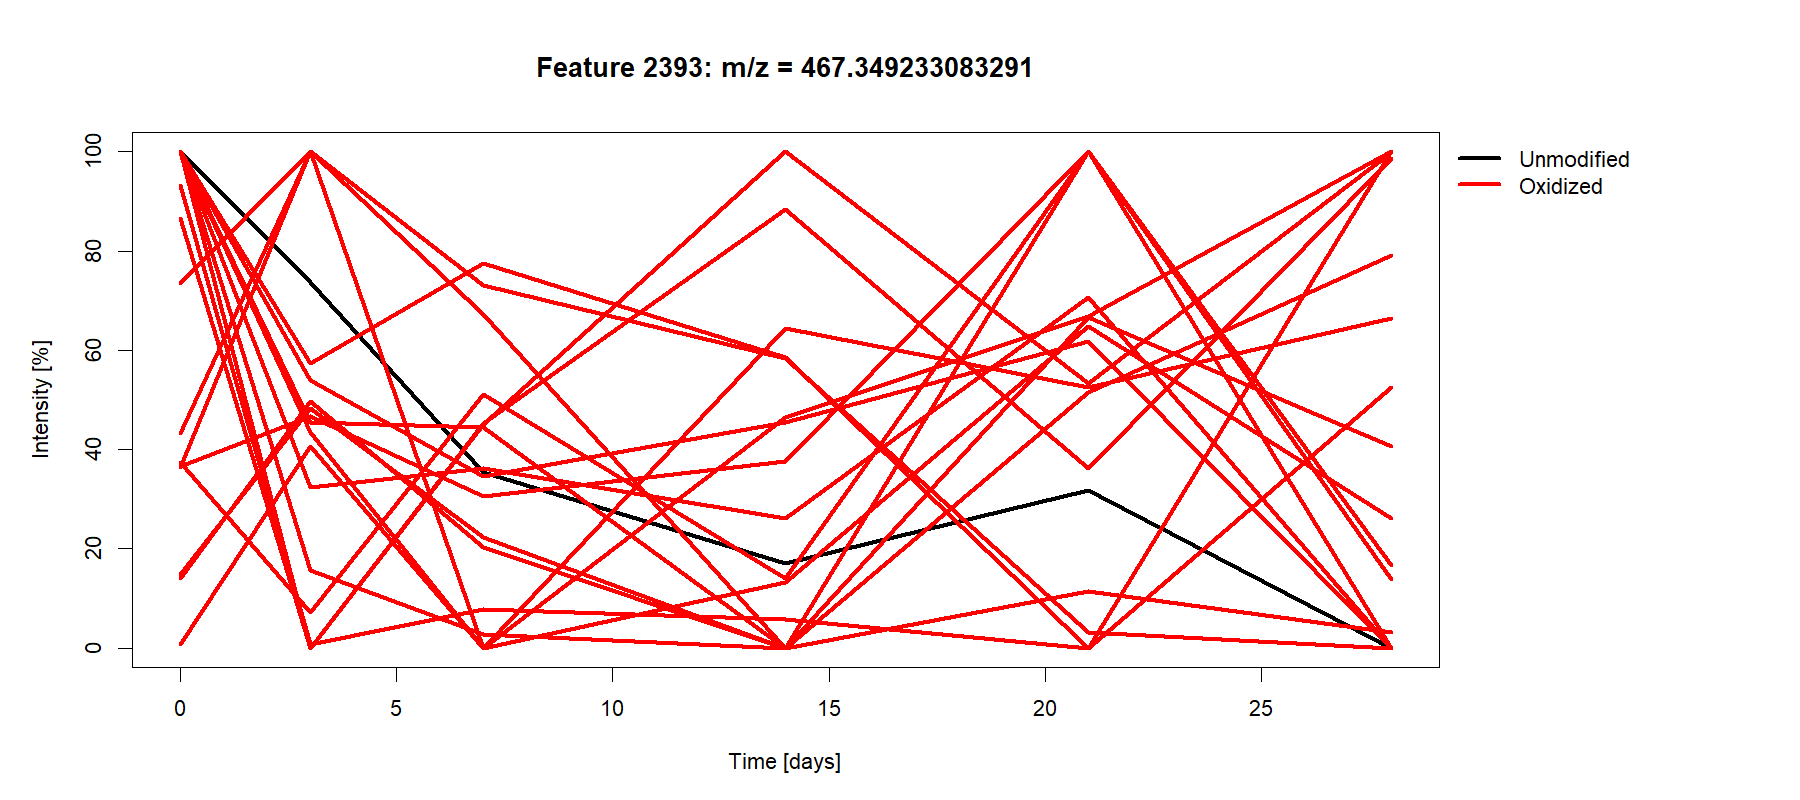 Feature 2393: m/z = 467.349233083291
Unmodified
Oxidized
Intensity [%]
100
80
60
40
20
0
0 5 10 15 20 25
Time [days]